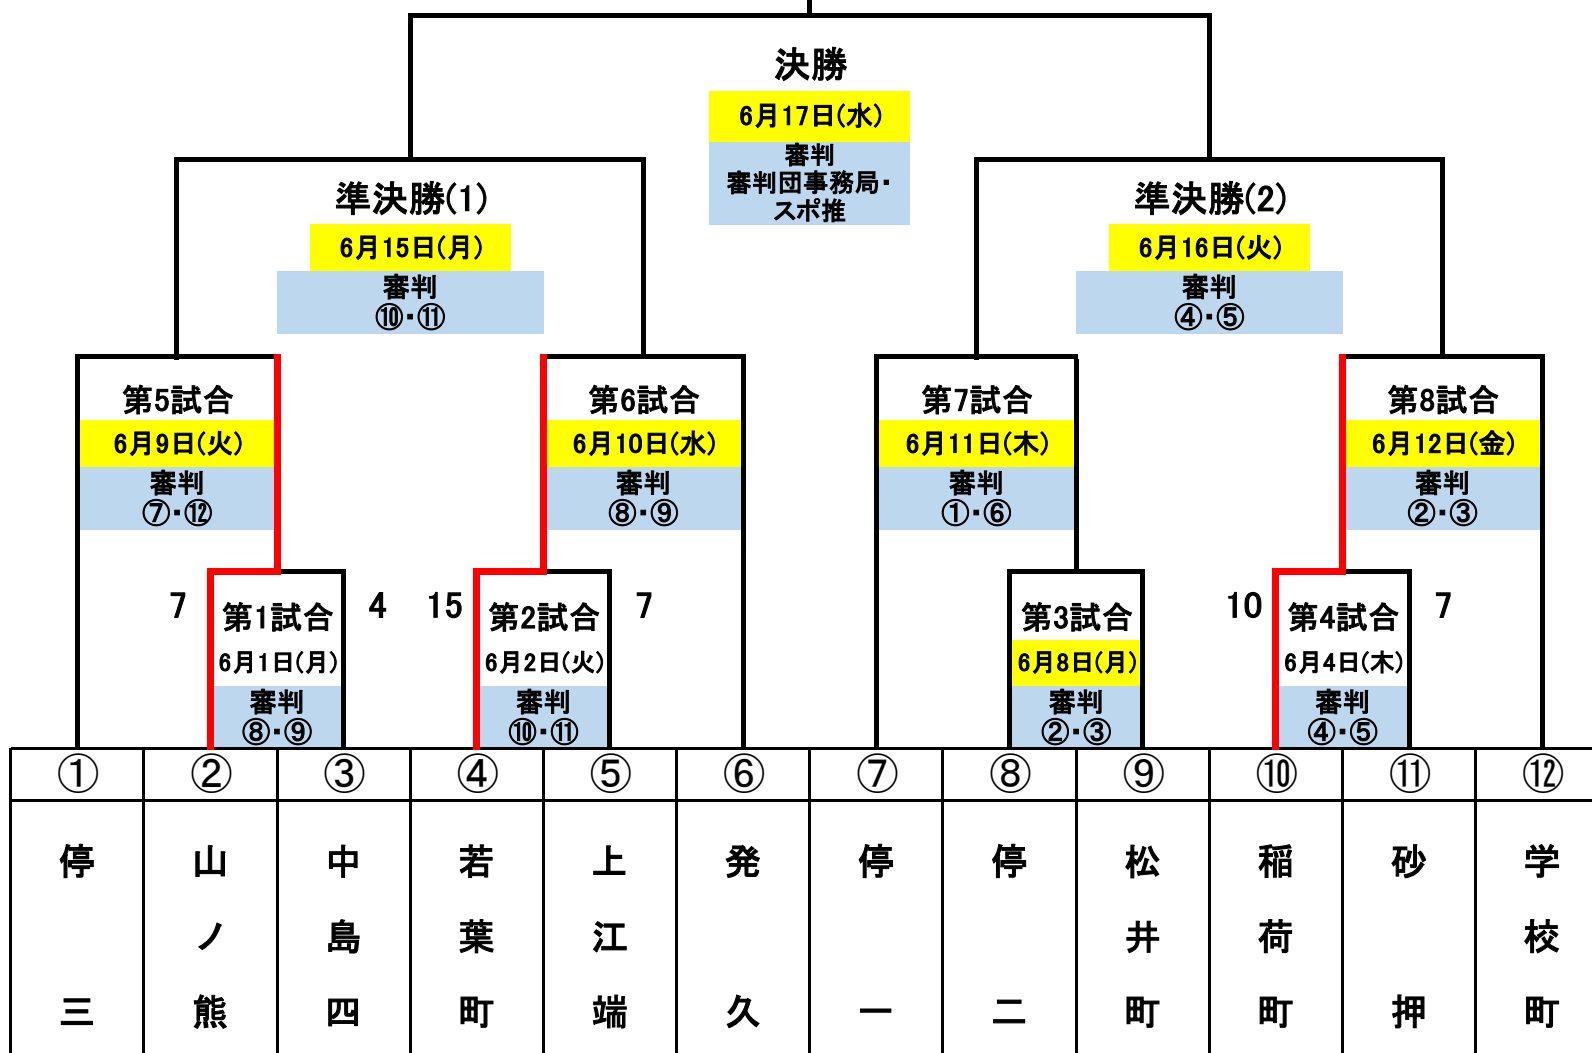 決勝
6月17日(水)
審判
審判団事務局・
スポ推
準決勝(1)
6月15日(月)
審判
⑩・⑪
準決勝(2)
6月16日(火)
審判
④・⑤
第5試合
6月9日(火)
審判
⑦・⑫
第6試合
6月10日(水)
審判
⑧・⑨
第7試合
6月11日(木)
審判
①・⑥
第8試合
6月12日(金)
審判
②・③
7
第1試合
4
6月1日(月)
審判
⑧・⑨
15
第2試合
7
6月2日(火)
審判
⑩・⑪
第3試合
6月8日(月)
審判
②・③
10
第4試合
7
6月4日(木)
審判
④・⑤
① ② ③ ④ ⑤ ⑥ ⑦ ⑧ ⑨ ⑩ ⑪ ⑫
停三
山ノ熊
中島四
若葉町
上江端
発久
停一
停二
松井町
稲荷町
砂押
学校町